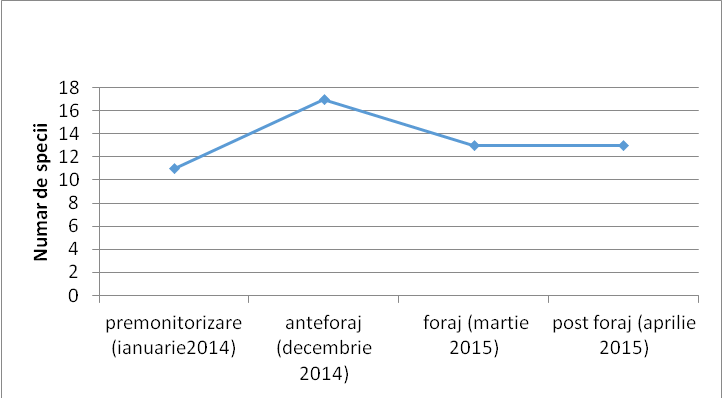 Numar de specii
18
16
14
12
10
8
6
4
2
0
premonitorizare
(ianuarie2014)
anteforaj
(decembrie
2014)
foraj (martie
2015)
post foraj (aprilie
2015)